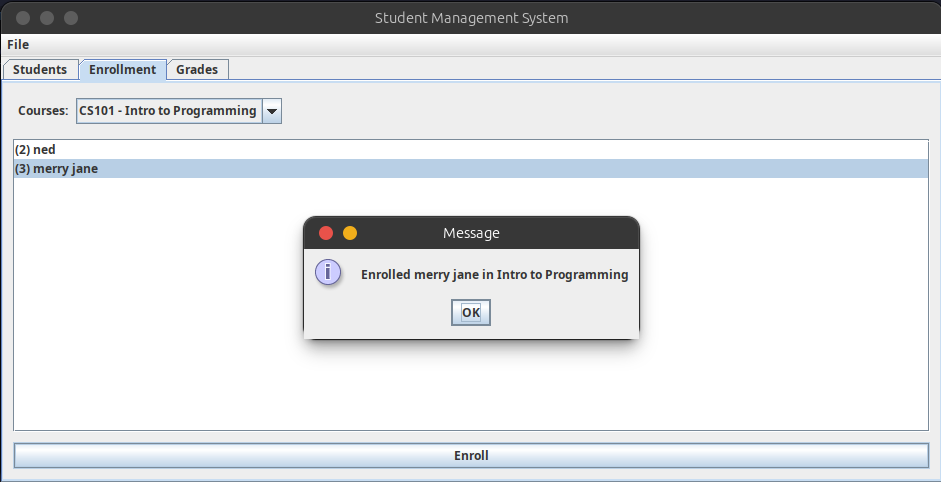 Student Management System
File
Students Enrollment Grades
Courses: CS101 - Intro to Programming
(2) ned
(3) merry jane
Message
i Enrolled merry jane in Intro to Programming
OK
Enroll